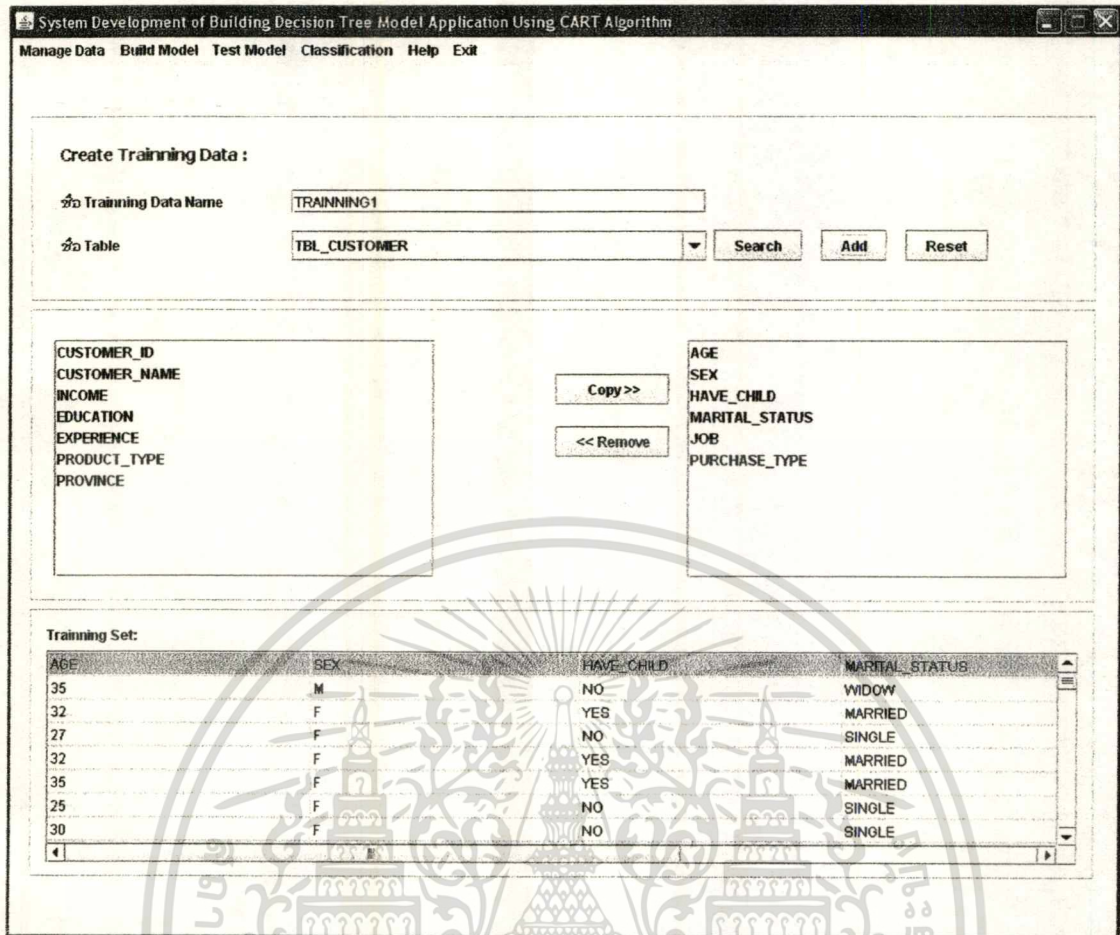 System Development of Building Decision Tree Model Application Using CART Algorithm
Manage Data Build Model Test Model Classification Help Exit
Create Trainning Data :
ชื่อ Trainning Data Name TRAINNING1
ชื่อ Table TBL_CUSTOMER Search Add Reset
CUSTOMER_ID
CUSTOMER_NAME
INCOME
EDUCATION
EXPERIENCE
PRODUCT_TYPE
PROVINCE
Copy>>
<< Remove
AGE
SEX
HAVE_CHILD
MARITAL_STATUS
JOB
PURCHASE_TYPE
Trainning Set:
AGE SEX HAVE_CHILD MARITAL_STATUS
35 M NO WIDOW
32 F YES MARRIED
27 F NO SINGLE
32 F YES MARRIED
35 F YES MARRIED
25 F NO SINGLE
30 F NO SINGLE